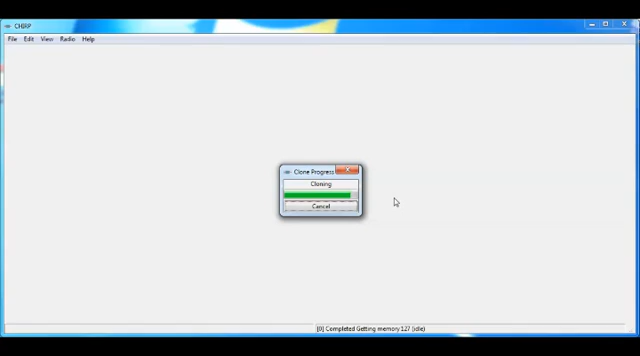 CHIRP
File Edit View Radio Help
Clone Progress
Cloning
Cancel
[0] Completed Getting memory 127 (idle)